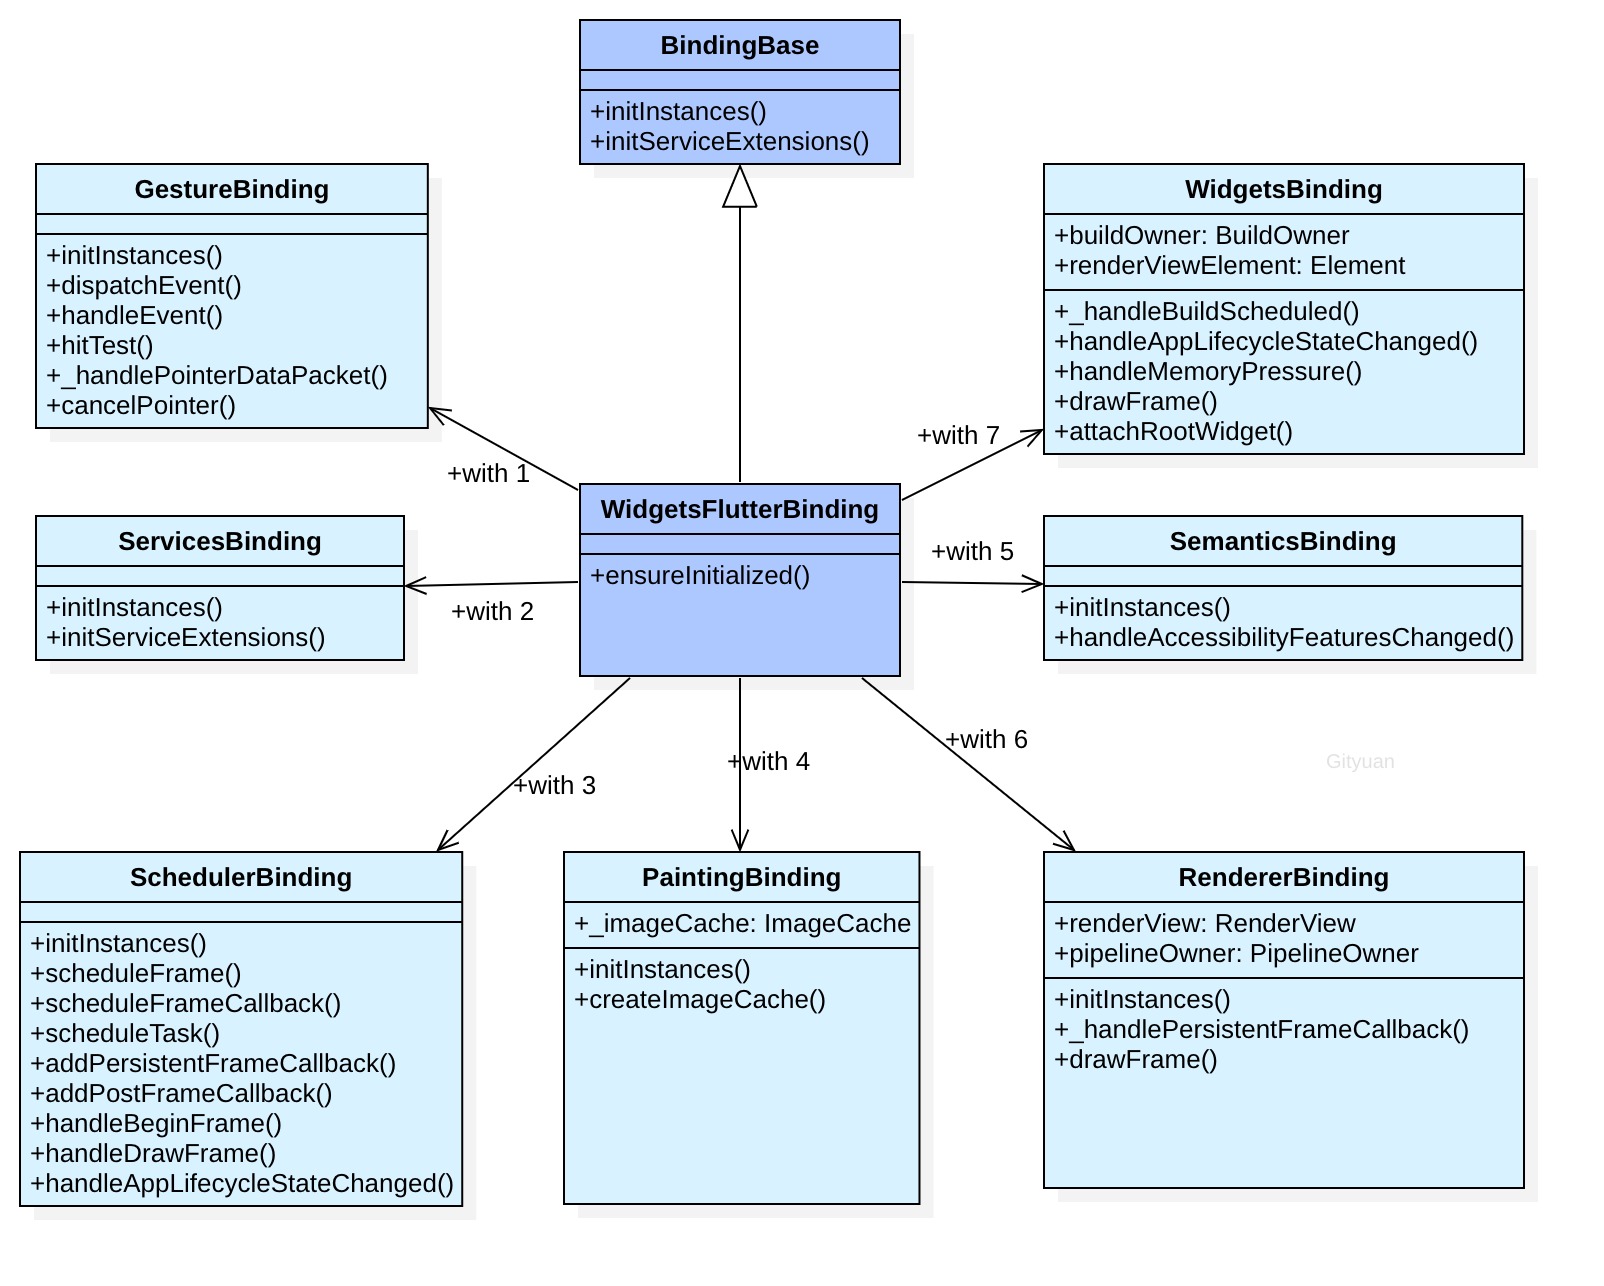 BindingBase
+initInstances()
+initServiceExtensions()
GestureBinding
+initInstances()
+dispatchEvent()
+handleEvent()
+hitTest()
+_handlePointerDataPacket()
+cancelPointer()
WidgetsBinding
+buildOwner: BuildOwner
+renderViewElement: Element
+_handleBuildScheduled()
+handleAppLifecycleStateChanged()
+handleMemoryPressure()
+drawFrame()
+attachRootWidget()
+with 1
+with 7
ServicesBinding
+initInstances()
+initServiceExtensions()
+with 2
WidgetsFlutterBinding
+ensureInitialized()
+with 5
SemanticsBinding
+initInstances()
+handleAccessibilityFeaturesChanged()
+with 3
+with 4
+with 6
Gityuan
SchedulerBinding
+initInstances()
+scheduleFrame()
+scheduleFrameCallback()
+scheduleTask()
+addPersistentFrameCallback()
+addPostFrameCallback()
+handleBeginFrame()
+handleDrawFrame()
+handleAppLifecycleStateChanged()
PaintingBinding
+_imageCache: ImageCache
+initInstances()
+createImageCache()
RendererBinding
+renderView: RenderView
+pipelineOwner: PipelineOwner
+initInstances()
+_handlePersistentFrameCallback()
+drawFrame()